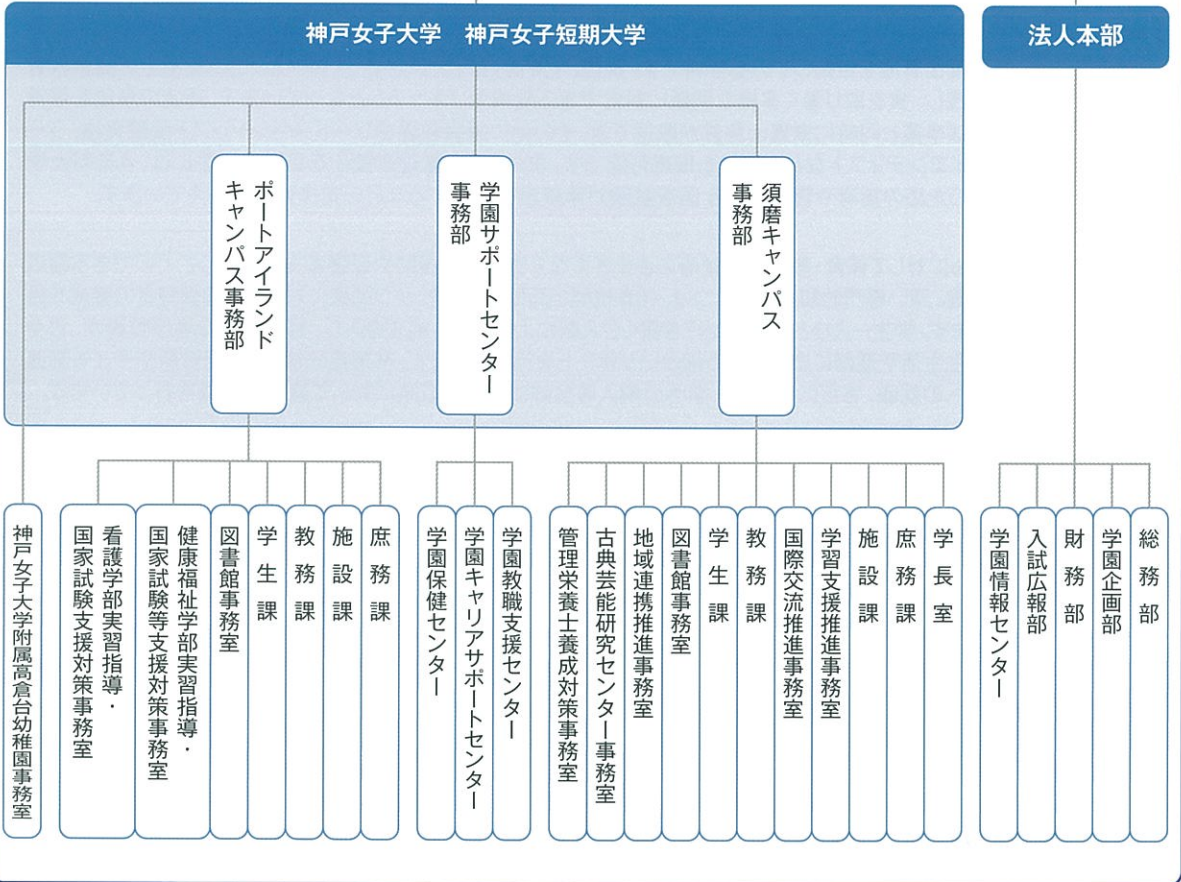 神戸女子大学　神戸女子短期大学
法人本部
須磨キャンパス
事務部
学園サポートセンター
事務部
ポートアイランド
キャンパス事務部
総務部
学園企画部
財務部
入試広報部
学園情報センター
学長室
庶務課
施設課
学習支援推進事務室
国際交流推進事務室
教務課
学生課
図書館事務室
地域連携推進事務室
古典芸能研究センター事務室
管理栄養士養成対策事務室
学園教職支援センター
学園キャリアサポートセンター
学園保健センター
庶務課
施設課
教務課
学生課
図書館事務室
健康福祉学部実習指導・
国家試験等支援対策事務室
看護学部実習指導・
国家試験支援対策事務室
神戸女子大学附属高倉台幼稚園事務室